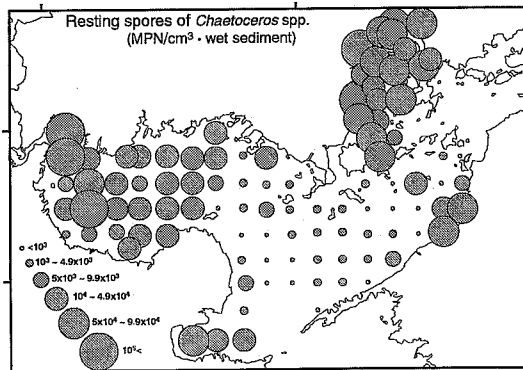 Resting spores of Chaetoceros spp.
(MPN/cm³ · wet sediment)
<10³
10³ ~ 4.9x10³
5x10³ ~ 9.9x10³
10⁴ ~ 4.9x10⁴
5x10⁴ ~ 9.9x10⁴
10⁵<